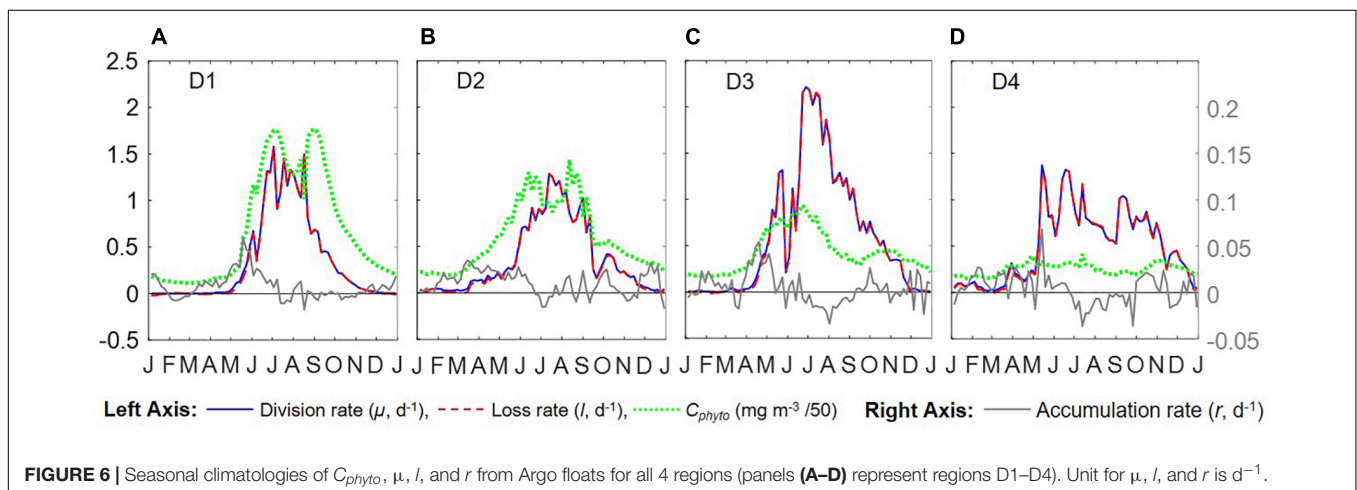 A B C D
2.5
2
1.5
1
0.5
0
-0.5
D1 D2 D3 D4
0.2
0.15
0.1
0.05
0
-0.05
J F M A M J J A S O N D J J F M A M J J A S O N D J J F M A M J J A S O N D J J F M A M J J A S O N D J
Left Axis: Division rate (μ, d-1), Loss rate (l, d-1), Cphyto (mg m-3 /50) Right Axis: Accumulation rate (r, d-1)
FIGURE 6 | Seasonal climatologies of Cphyto, μ, l, and r from Argo floats for all 4 regions (panels (A–D) represent regions D1–D4). Unit for μ, l, and r is d−1.